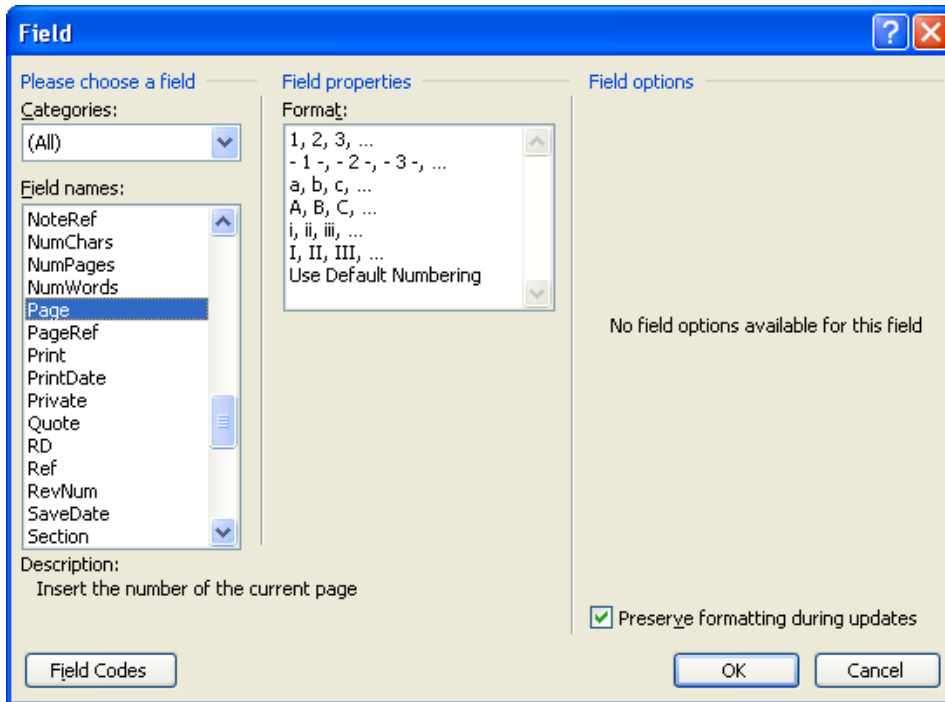 Field
Please choose a field
Categories:
(All)
Field names:
NoteRef
NumChars
NumPages
NumWords
Page
PageRef
Print
PrintDate
Private
Quote
RD
Ref
RevNum
SaveDate
Section
Field properties
Format:
1, 2, 3, ...
- 1 -, - 2 -, - 3 -, ...
a, b, c, ...
A, B, C, ...
i, ii, iii, ...
I, II, III, ...
Use Default Numbering
Field options
No field options available for this field
Description:
Insert the number of the current page
Preserve formatting during updates
Field Codes
OK
Cancel